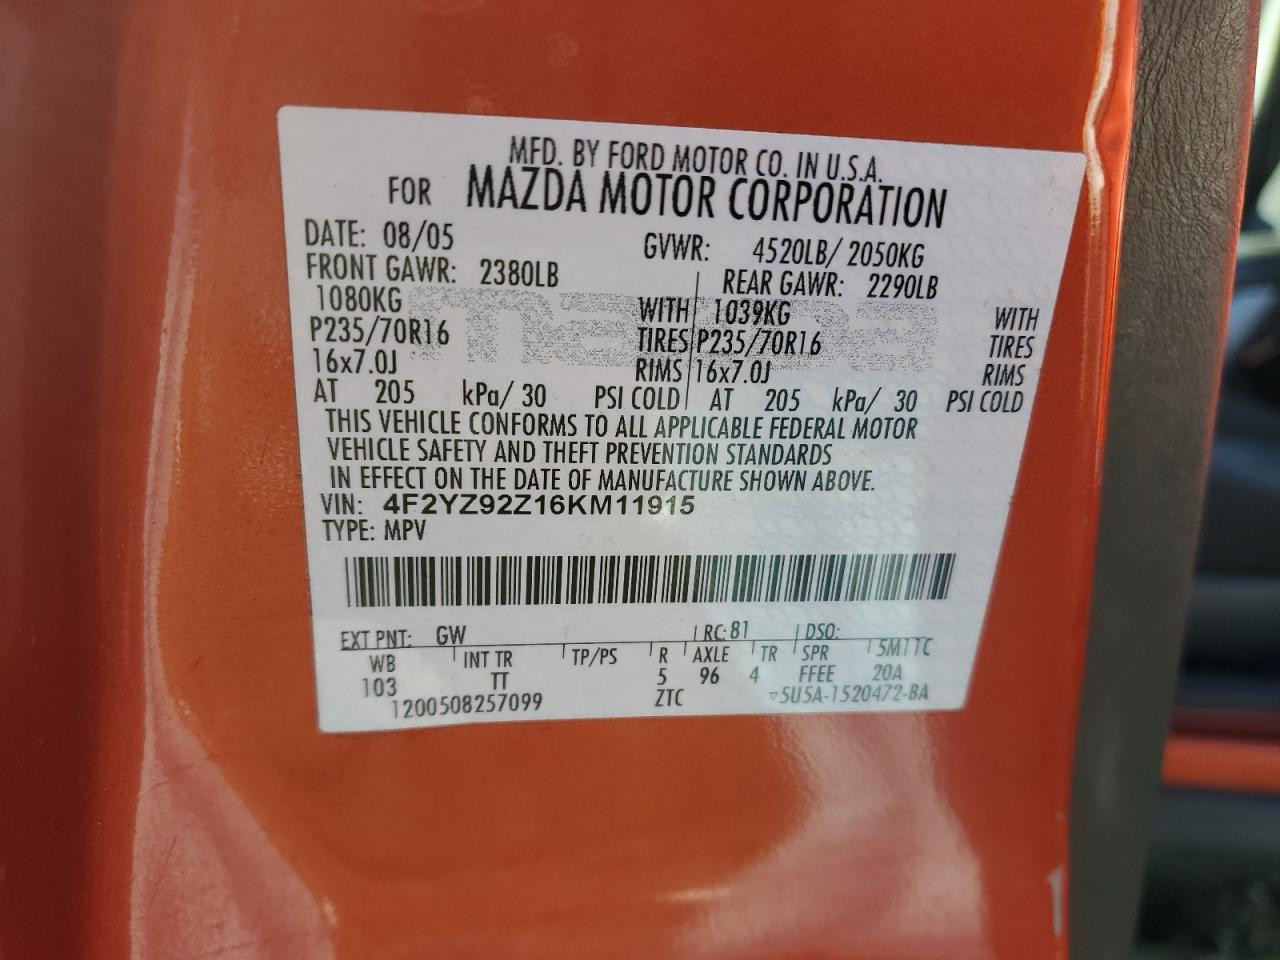 MFD. BY FORD MOTOR CO. IN U.S.A.
FOR MAZDA MOTOR CORPORATION
DATE: 08/05 GVWR: 4520LB/ 2050KG
FRONT GAWR: 2380LB REAR GAWR: 2290LB
1080KG WITH 1039KG WITH
P235/70R16 TIRES P235/70R16 TIRES
16x7.0J RIMS 16x7.0J RIMS
AT 205 kPa/ 30 PSI COLD AT 205 kPa/ 30 PSI COLD
THIS VEHICLE CONFORMS TO ALL APPLICABLE FEDERAL MOTOR
VEHICLE SAFETY AND THEFT PREVENTION STANDARDS
IN EFFECT ON THE DATE OF MANUFACTURE SHOWN ABOVE.
VIN: 4F2YZ92Z16KM11915
TYPE: MPV
EXT PNT: GW RC: 81 DSO:
WB INT TR TP/PS R AXLE TR SPR 5M1TC
103 TT 5 96 4 FFEE 20A
1200508257099 ZTC 5U5A-1520472-BA